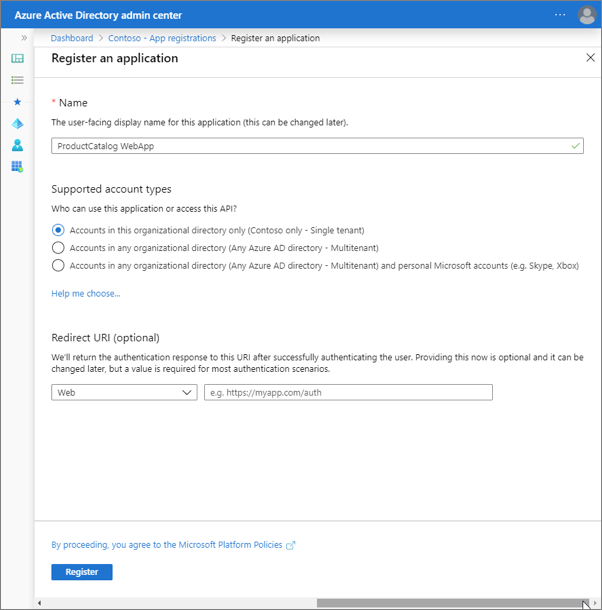 Azure Active Directory admin center
Dashboard > Contoso - App registrations > Register an application
Register an application
* Name
The user-facing display name for this application (this can be changed later).
ProductCatalog WebApp
Supported account types
Who can use this application or access this API?
Accounts in this organizational directory only (Contoso only - Single tenant)
Accounts in any organizational directory (Any Azure AD directory - Multitenant)
Accounts in any organizational directory (Any Azure AD directory - Multitenant) and personal Microsoft accounts (e.g. Skype, Xbox)
Help me choose...
Redirect URI (optional)
We'll return the authentication response to this URI after successfully authenticating the user. Providing this now is optional and it can be
changed later, but a value is required for most authentication scenarios.
Web
e.g. https://myapp.com/auth
By proceeding, you agree to the Microsoft Platform Policies
Register